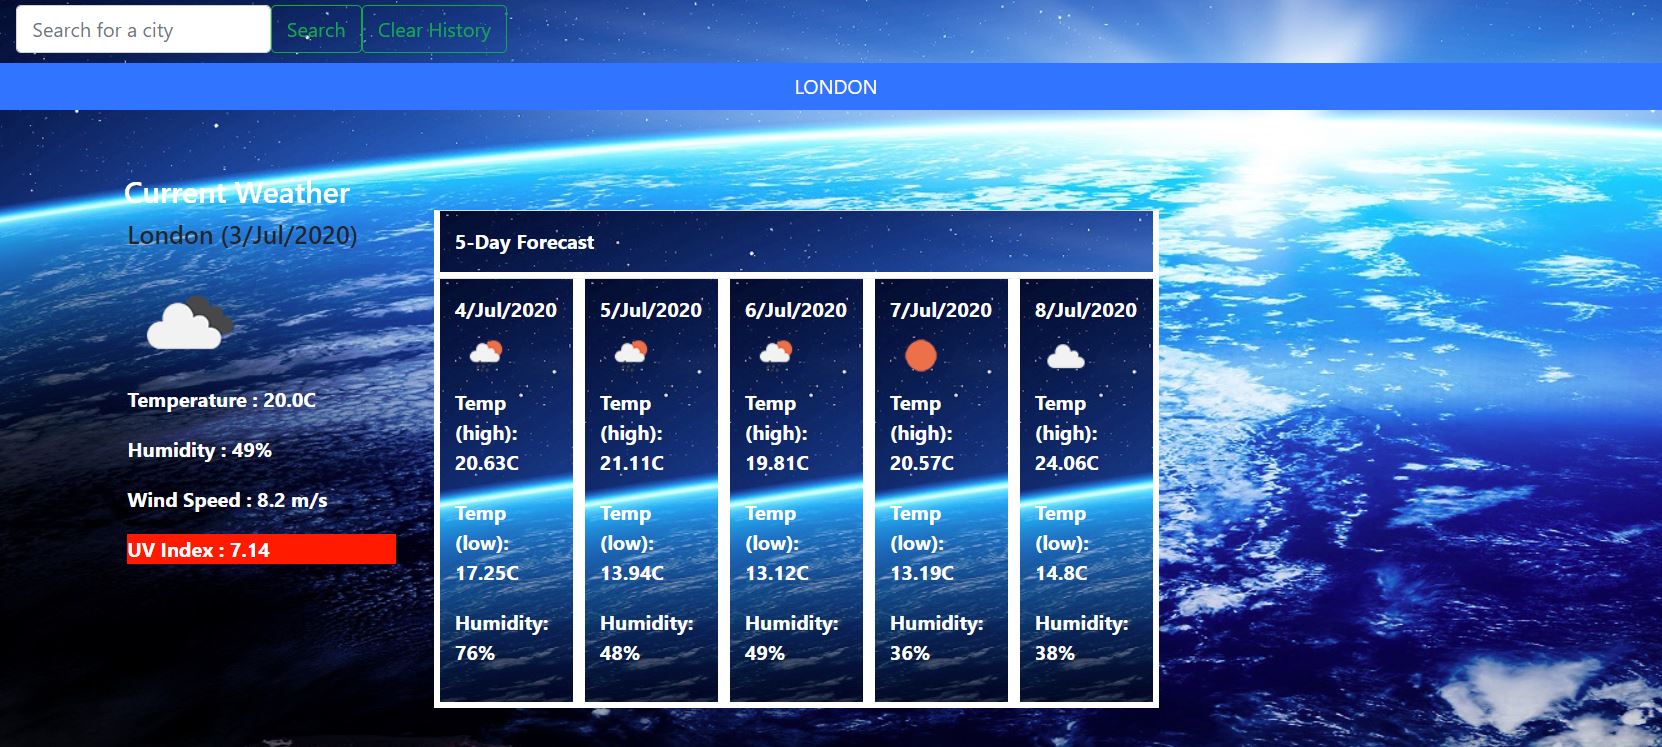 Search for a city Search Clear History
LONDON
Current Weather
London (3/Jul/2020)
Temperature : 20.0C
Humidity : 49%
Wind Speed : 8.2 m/s
UV Index : 7.14
5-Day Forecast
4/Jul/2020
Temp
(high):
20.63C
Temp
(low):
17.25C
Humidity:
76%
5/Jul/2020
Temp
(high):
21.11C
Temp
(low):
13.94C
Humidity:
48%
6/Jul/2020
Temp
(high):
19.81C
Temp
(low):
13.12C
Humidity:
49%
7/Jul/2020
Temp
(high):
20.57C
Temp
(low):
13.19C
Humidity:
36%
8/Jul/2020
Temp
(high):
24.06C
Temp
(low):
14.8C
Humidity:
38%